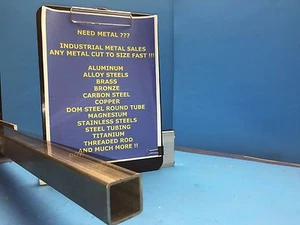 NEED METAL ???
INDUSTRIAL METAL SALES
ANY METAL CUT TO SIZE FAST !!!
ALUMINUM
ALLOY STEELS
BRASS
BRONZE
CARBON STEEL
COPPER
DOM STEEL ROUND TUBE
MAGNESIUM
STAINLESS STEELS
STEEL TUBING
TITANIUM
THREADED ROD
AND MUCH MORE !!